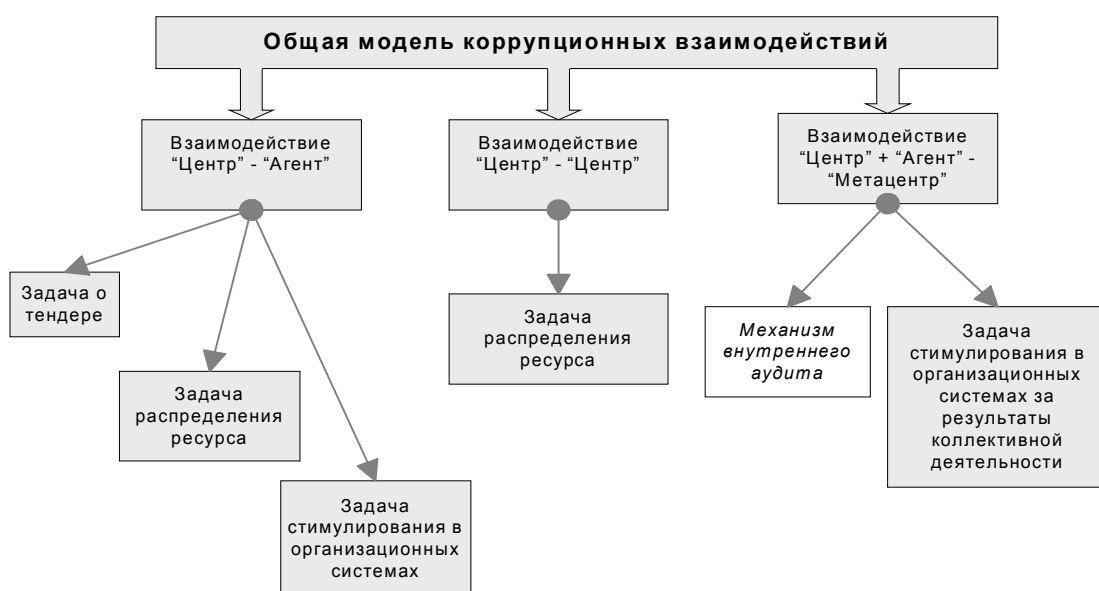 Общая модель коррупционных взаимодействий
Взаимодействие
“Центр” - “Агент”
Взаимодействие
“Центр” - “Центр”
Взаимодействие
“Центр” + “Агент” -
“Метацентр”
Задача о
тендере
Задача
распределения
ресурса
Задача
стимулирования в
организационных
системах
Задача
распределения
ресурса
Механизм
внутреннего
аудита
Задача
стимулирования в
организационных
системах за
результаты
коллективной
деятельности